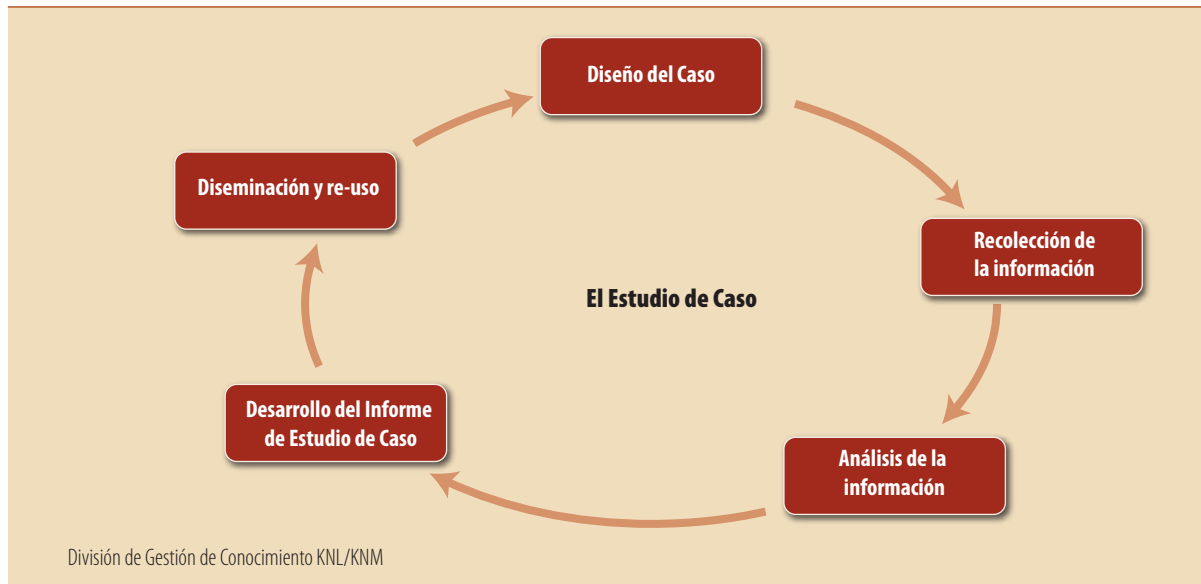 Diseño del Caso
Diseminación y re-uso
Recolección de
la información
El Estudio de Caso
Desarrollo del Informe
de Estudio de Caso
Análisis de la
información
División de Gestión de Conocimiento KNL/KNM